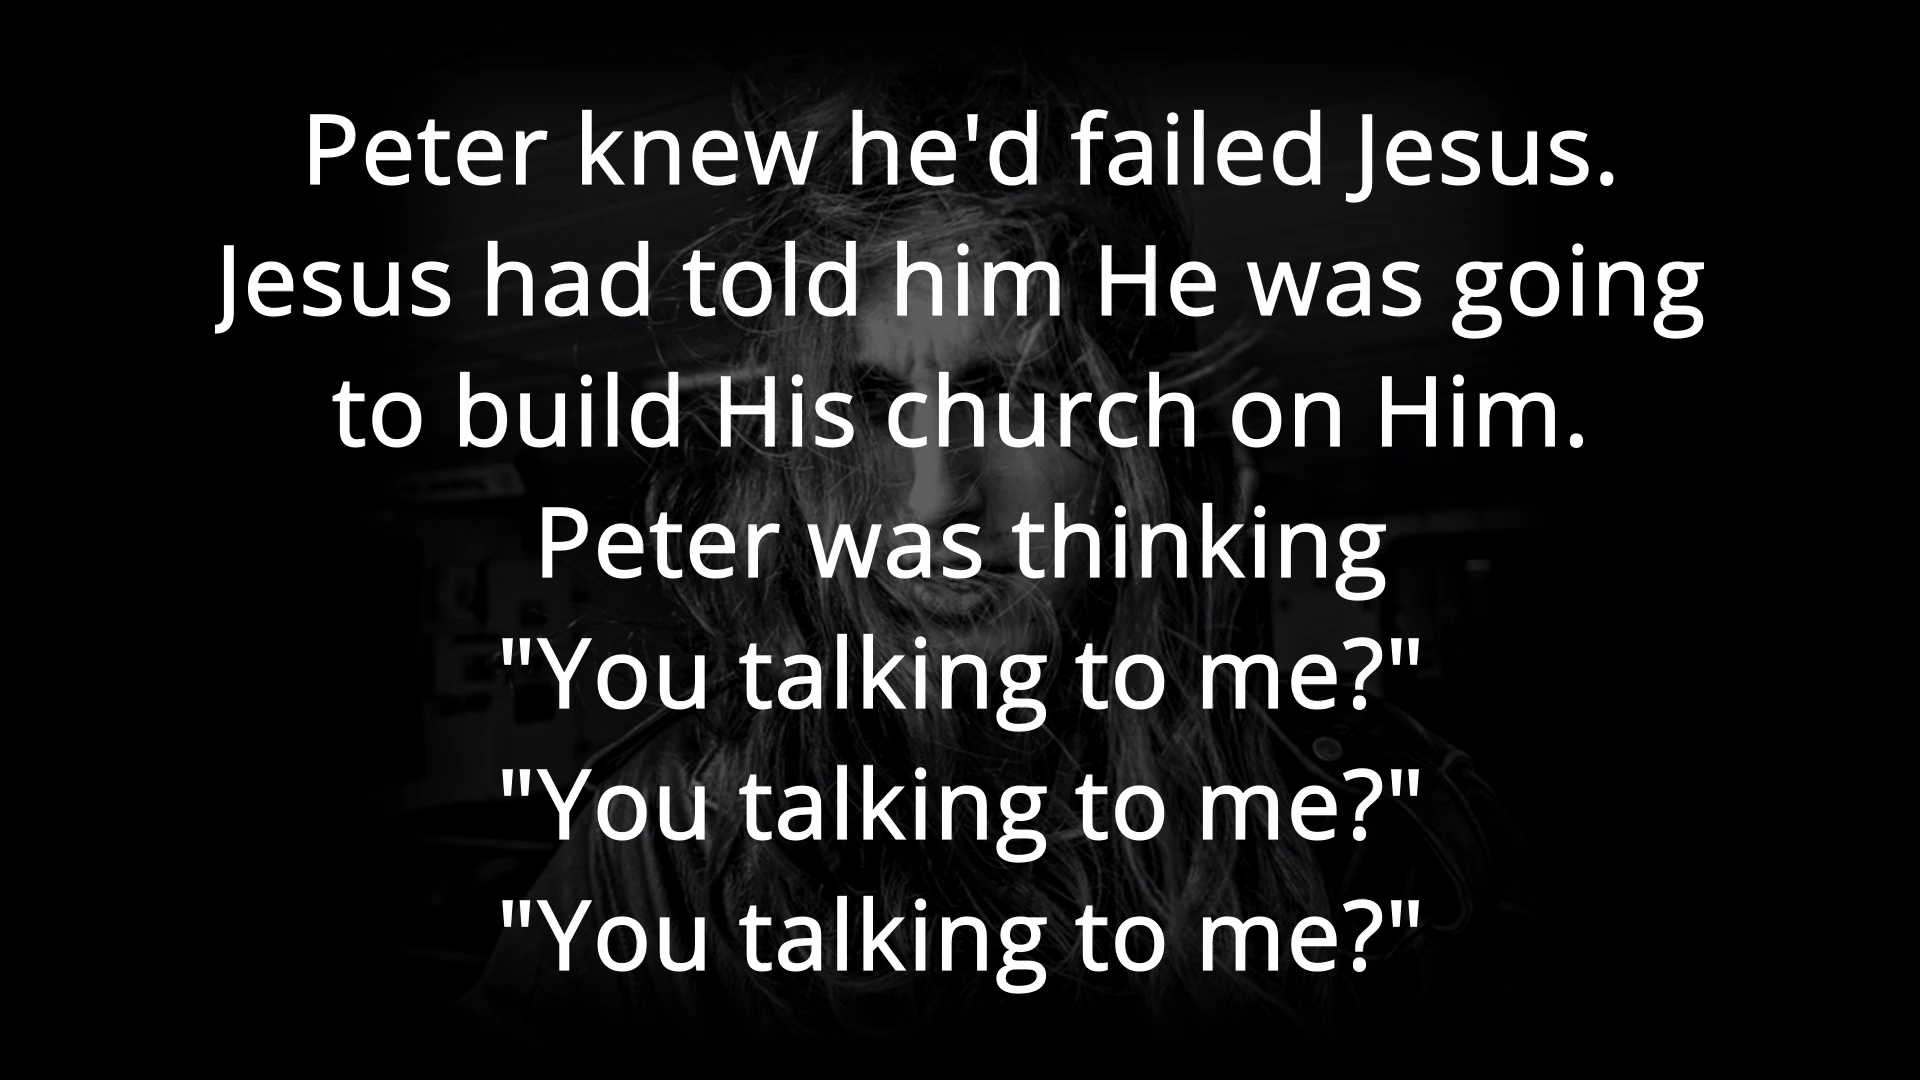 Peter knew he'd failed Jesus.
Jesus had told him He was going
to build His church on Him.
Peter was thinking
"You talking to me?"
"You talking to me?"
"You talking to me?"